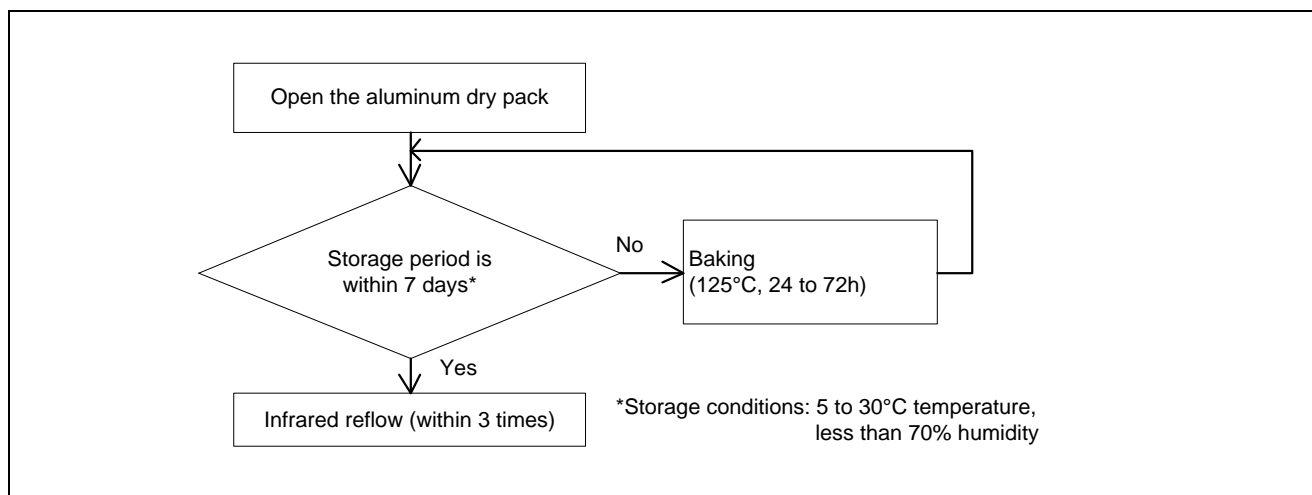 Open the aluminum dry pack
Storage period is
within 7 days*
No
Baking
(125°C, 24 to 72h)
Yes
Infrared reflow (within 3 times)
*Storage conditions: 5 to 30°C temperature,
less than 70% humidity